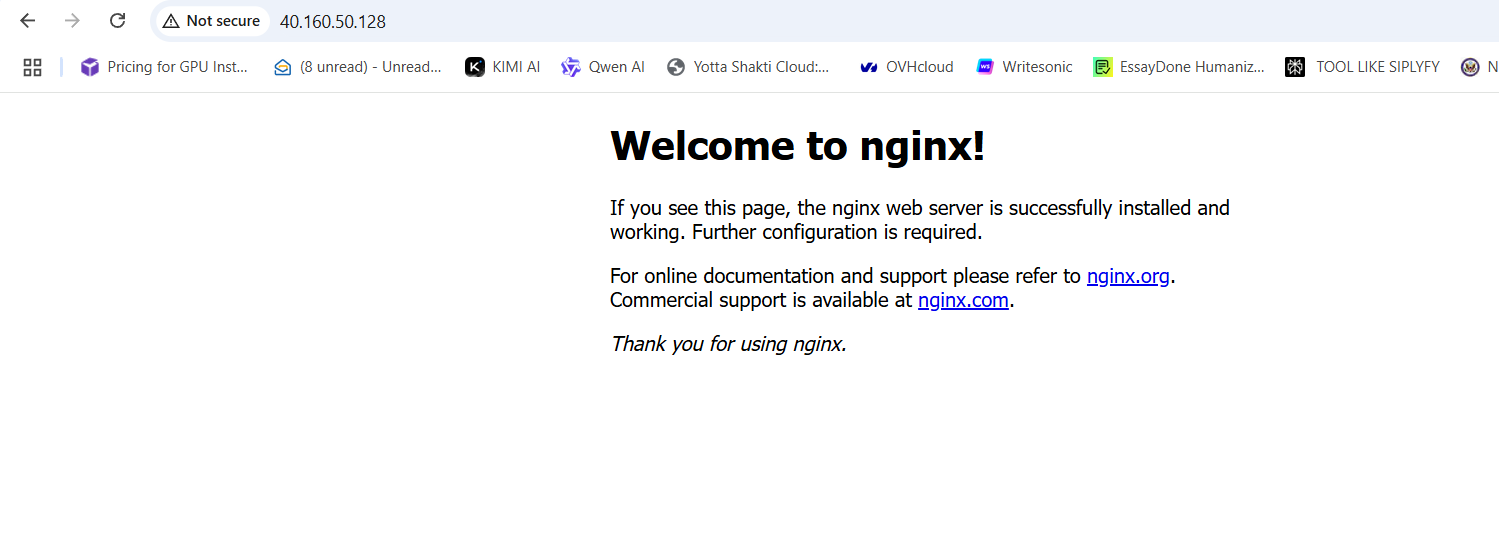 Not secure
40.160.50.128
Pricing for GPU Inst... (8 unread) - Unread... KIMI AI Qwen AI Yotta Shakti Cloud:... OVHcloud Writesonic EssayDone Humaniz... TOOL LIKE SIPLYFY N
Welcome to nginx!
If you see this page, the nginx web server is successfully installed and
working. Further configuration is required.
For online documentation and support please refer to nginx.org.
Commercial support is available at nginx.com.
Thank you for using nginx.